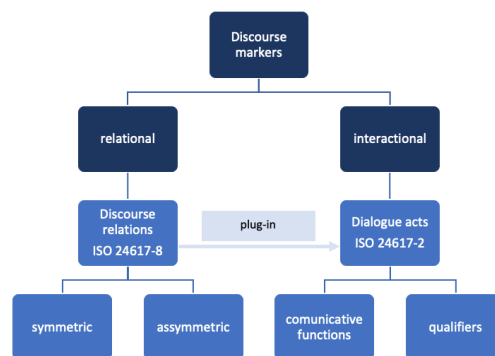 Discourse
markers
relational
interactional
Discourse
relations
ISO 24617-8
plug-in
Dialogue acts
ISO 24617-2
symmetric
assymmetric
comunicative
functions
qualifiers